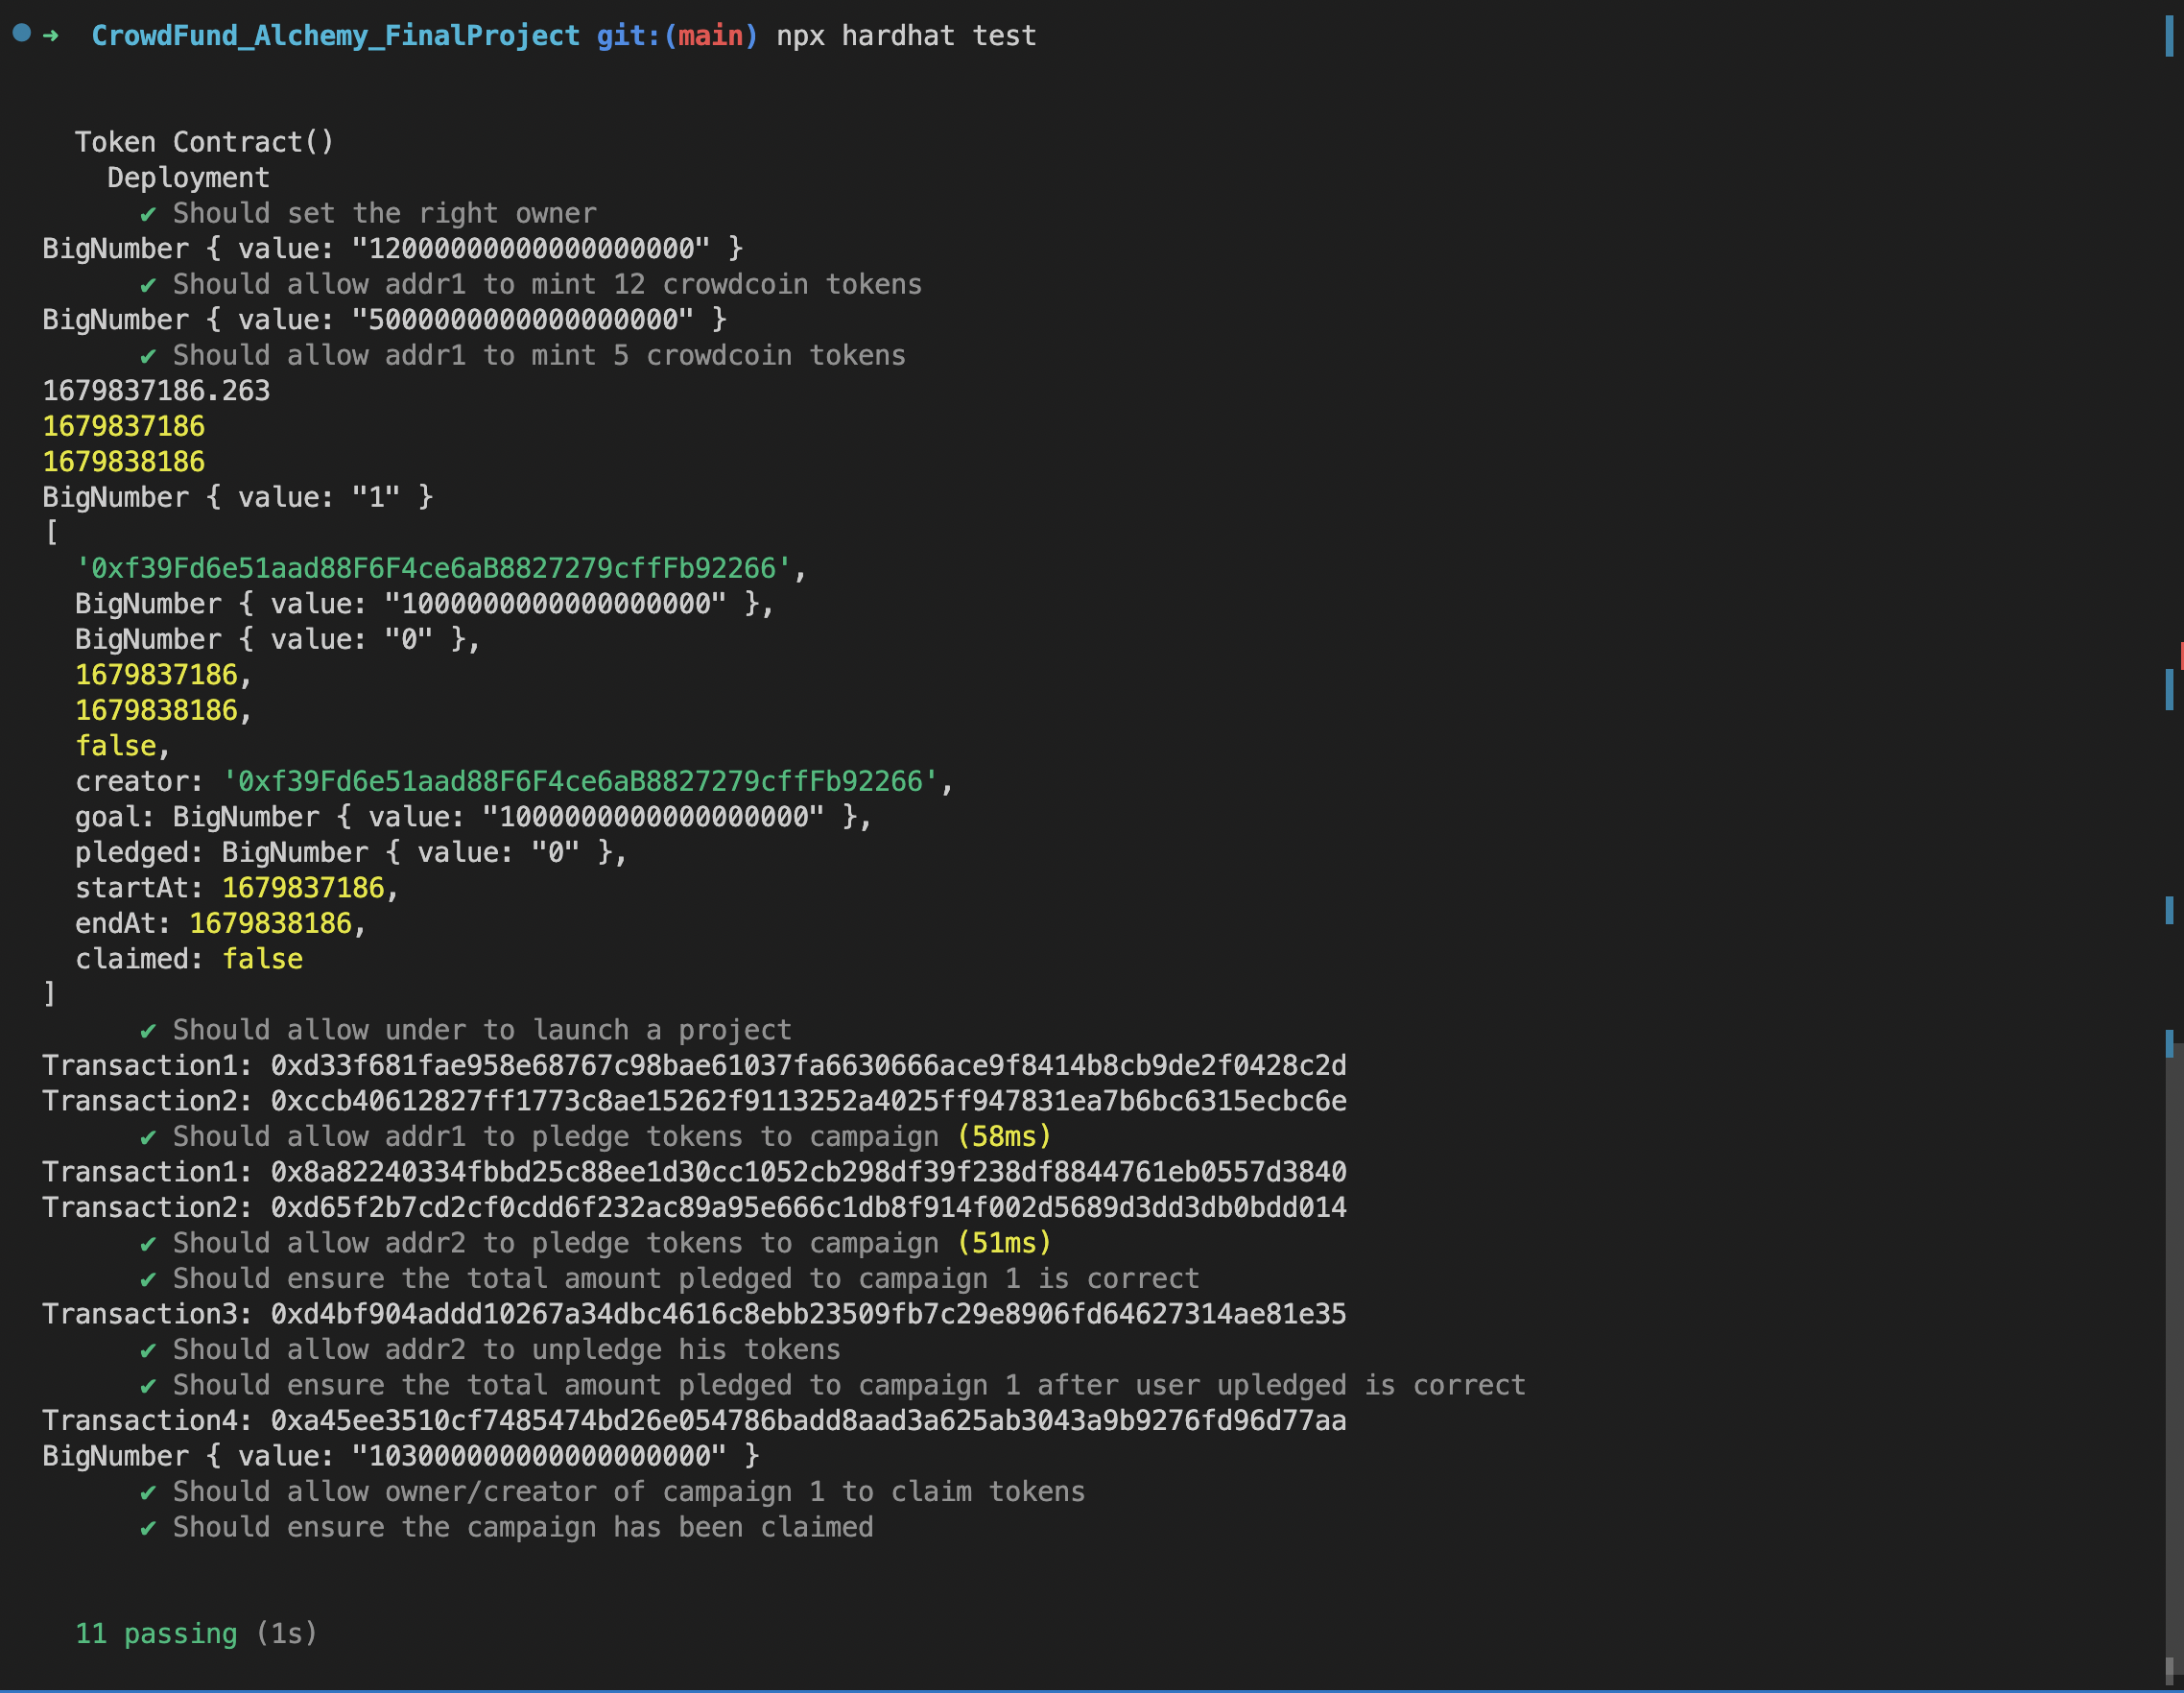 ➜  CrowdFund_Alchemy_FinalProject git:(main) npx hardhat test
Token Contract()
Deployment
✔ Should set the right owner
BigNumber { value: "12000000000000000000" }
✔ Should allow addr1 to mint 12 crowdcoin tokens
BigNumber { value: "5000000000000000000" }
✔ Should allow addr1 to mint 5 crowdcoin tokens
1679837186.263
1679837186
1679838186
BigNumber { value: "1" }
[
'0xf39Fd6e51aad88F6F4ce6aB8827279cffFb92266',
BigNumber { value: "1000000000000000000" },
BigNumber { value: "0" },
1679837186,
1679838186,
false,
creator: '0xf39Fd6e51aad88F6F4ce6aB8827279cffFb92266',
goal: BigNumber { value: "1000000000000000000" },
pledged: BigNumber { value: "0" },
startAt: 1679837186,
endAt: 1679838186,
claimed: false
]
✔ Should allow under to launch a project
Transaction1: 0xd33f681fae958e68767c98bae61037fa6630666ace9f8414b8cb9de2f0428c2d
Transaction2: 0xccb40612827ff1773c8ae15262f9113252a4025ff947831ea7b6bc6315ecbc6e
✔ Should allow addr1 to pledge tokens to campaign (58ms)
Transaction1: 0x8a82240334fbbd25c88ee1d30cc1052cb298df39f238df8844761eb0557d3840
Transaction2: 0xd65f2b7cd2cf0cdd6f232ac89a95e666c1db8f914f002d5689d3dd3db0bdd014
✔ Should allow addr2 to pledge tokens to campaign (51ms)
✔ Should ensure the total amount pledged to campaign 1 is correct
Transaction3: 0xd4bf904addd10267a34dbc4616c8ebb23509fb7c29e8906fd64627314ae81e35
✔ Should allow addr2 to unpledge his tokens
✔ Should ensure the total amount pledged to campaign 1 after user upledged is correct
Transaction4: 0xa45ee3510cf7485474bd26e054786badd8aad3a625ab3043a9b9276fd96d77aa
BigNumber { value: "103000000000000000000" }
✔ Should allow owner/creator of campaign 1 to claim tokens
✔ Should ensure the campaign has been claimed
11 passing (1s)